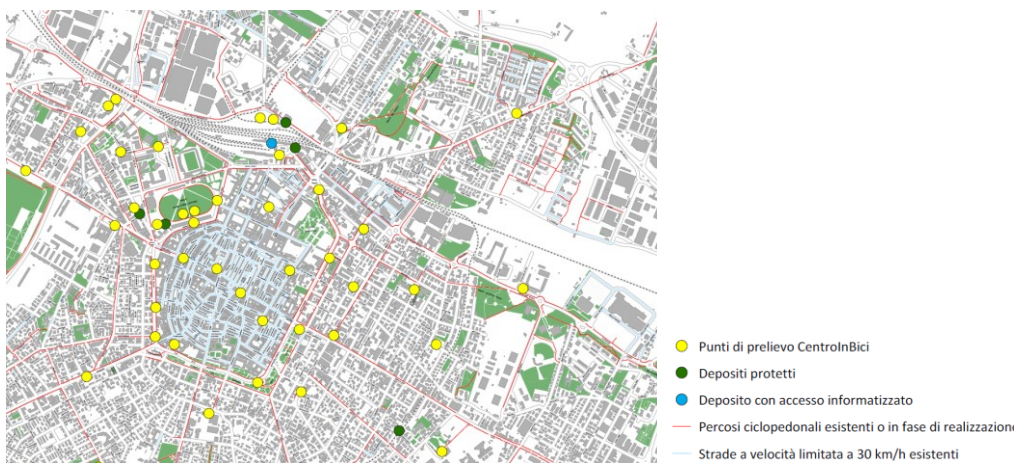 Punti di prelievo CentroInBici
Depositi protetti
Deposito con accesso informatizzato
Percosi ciclopedonali esistenti o in fase di realizzazione
Strade a velocità limitata a 30 km/h esistenti